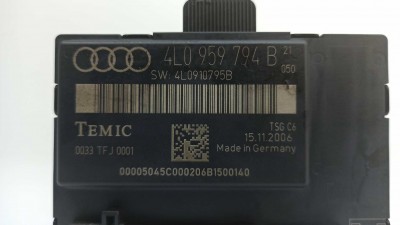 4L0 959 794 B 21
SW: 4L0910795B 050
TEMIC
TSG C6
15.11.2006
0033 TFJ 0001
Made in Germany
00005045C000206B1500140